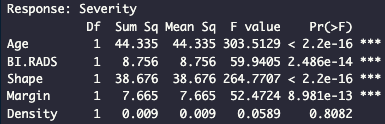 Response: Severity
Df Sum Sq Mean Sq F value Pr(>F)
Age 1 44.335 44.335 303.5129 < 2.2e-16 ***
BI.RADS 1 8.756 8.756 59.9405 2.486e-14 ***
Shape 1 38.676 38.676 264.7707 < 2.2e-16 ***
Margin 1 7.665 7.665 52.4724 8.981e-13 ***
Density 1 0.009 0.009 0.0589 0.8082